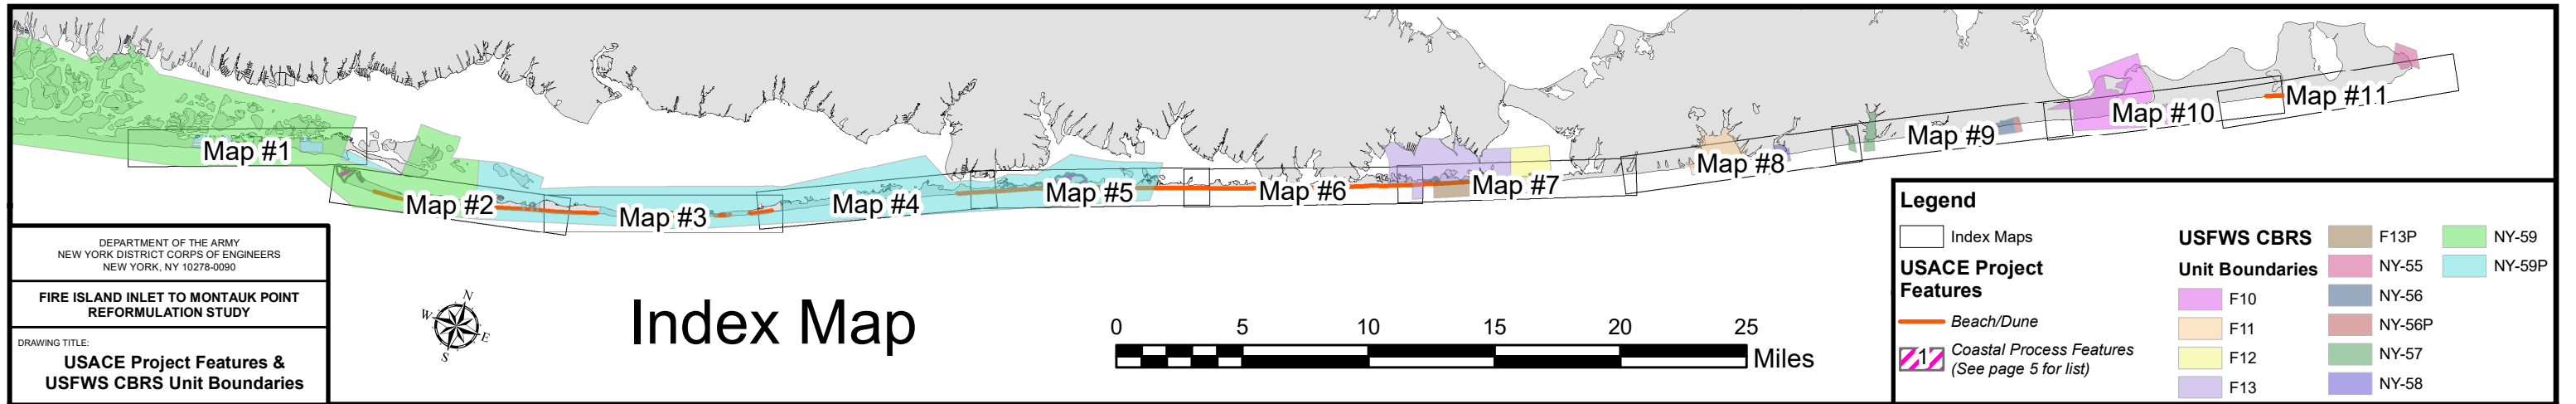 Map #1
Map #2
Map #3
Map #4
Map #5
Map #6
Map #7
Map #8
Map #9
Map #10
Map #11
DEPARTMENT OF THE ARMY
NEW YORK DISTRICT CORPS OF ENGINEERS
NEW YORK, NY 10278-0090
FIRE ISLAND INLET TO MONTAUK POINT
REFORMULATION STUDY
DRAWING TITLE:
USACE Project Features &
USFWS CBRS Unit Boundaries
N
W
E
S
Index Map
0 5 10 15 20 25
Miles
Legend
Index Maps
USACE Project
Features
Beach/Dune
1
Coastal Process Features
(See page 5 for list)
USFWS CBRS
Unit Boundaries
F10
F11
F12
F13
F13P
NY-55
NY-56
NY-56P
NY-57
NY-58
NY-59
NY-59P